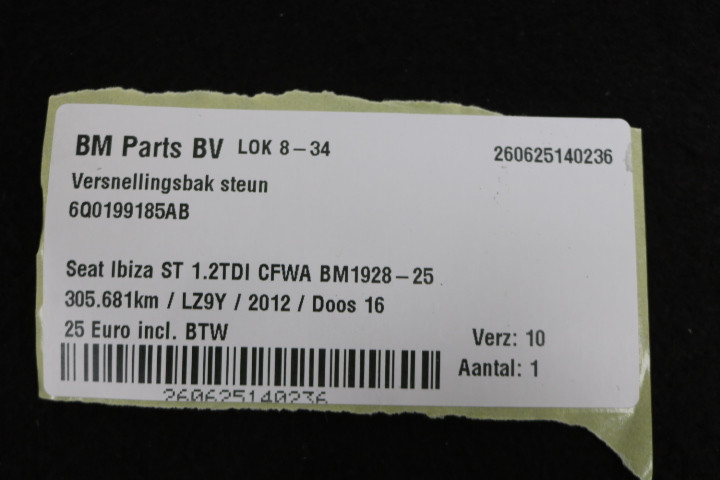 BM Parts BV LOK 8-34 260625140236
Versnellingsbak steun
6Q0199185AB
Seat Ibiza ST 1.2TDI CFWA BM1928-25
305.681km / LZ9Y / 2012 / Doos 16
25 Euro incl. BTW
Verz: 10
Aantal: 1
260625140236